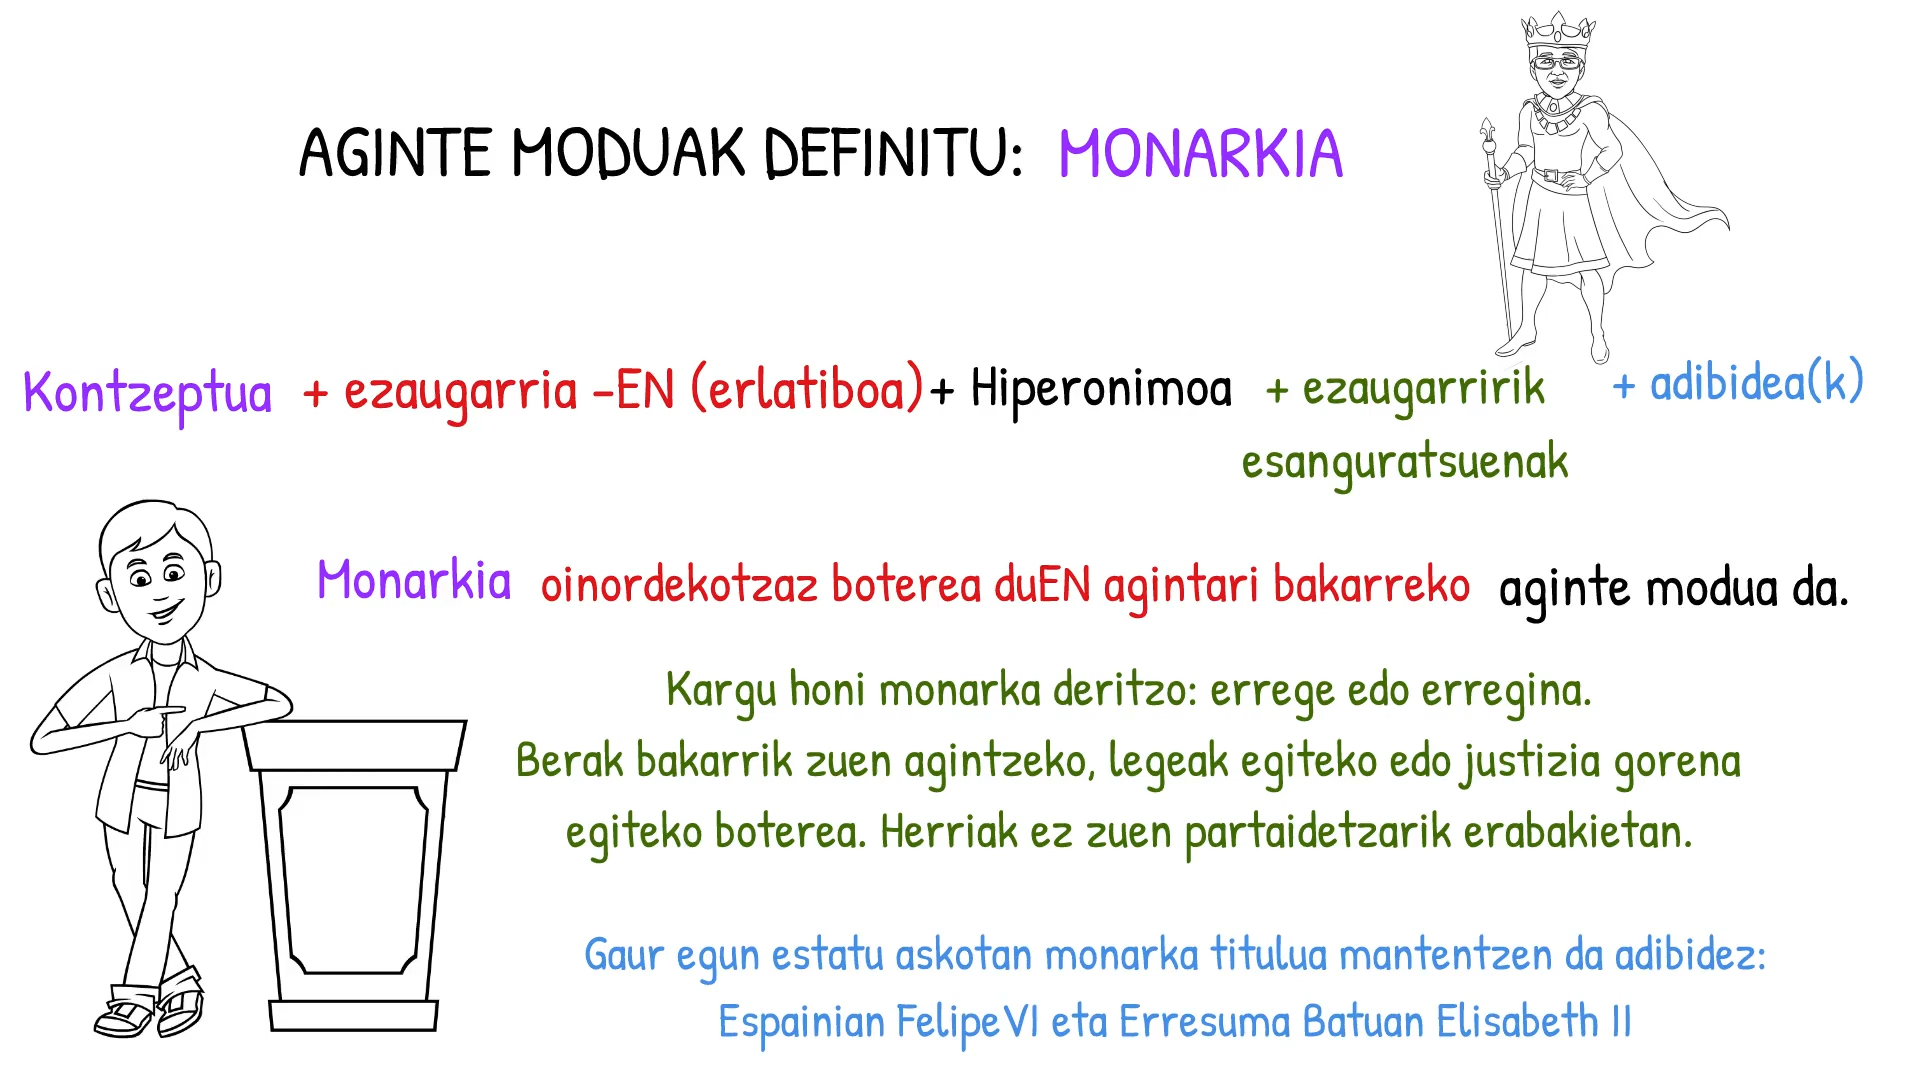 AGINTE MODUAK DEFINITU: MONARKIA
Kontzeptua + ezaugarria -EN (erlatiboa) + Hiperonimoa + ezaugarririk + adibidea(k)
esanguratsuenak
Monarkia oinordekotzaz boterea duEN agintari bakarreko aginte modua da.
Kargu honi monarka deritzo: errege edo erregina.
Berak bakarrik zuen agintzeko, legeak egiteko edo justizia gorena
egiteko boterea. Herriak ez zuen partaidetzarik erabakietan.
Gaur egun estatu askotan monarka titulua mantentzen da adibidez:
Espainian Felipe VI eta Erresuma Batuan Elisabeth II